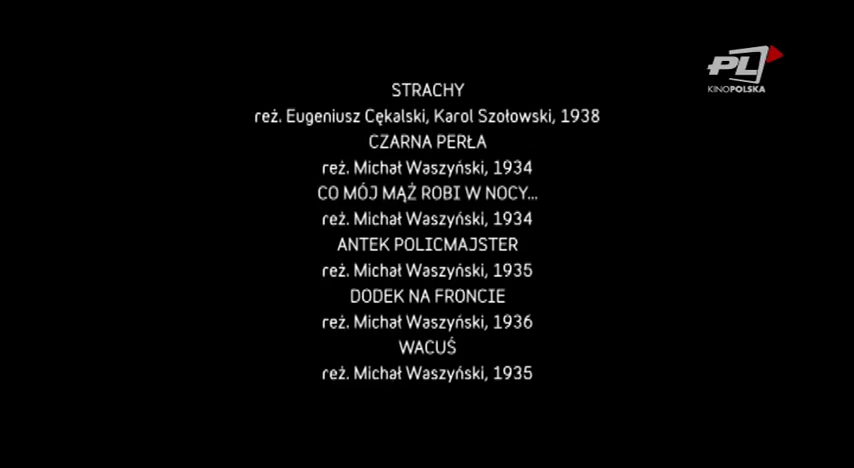 PL
KINOPOLSKA
STRACHY
reż. Eugeniusz Cękalski, Karol Szołowski, 1938
CZARNA PERŁA
reż. Michał Waszyński, 1934
CO MÓJ MĄŻ ROBI W NOCY...
reż. Michał Waszyński, 1934
ANTEK POLICMAJSTER
reż. Michał Waszyński, 1935
DODEK NA FRONCIE
reż. Michał Waszyński, 1936
WACUŚ
reż. Michał Waszyński, 1935